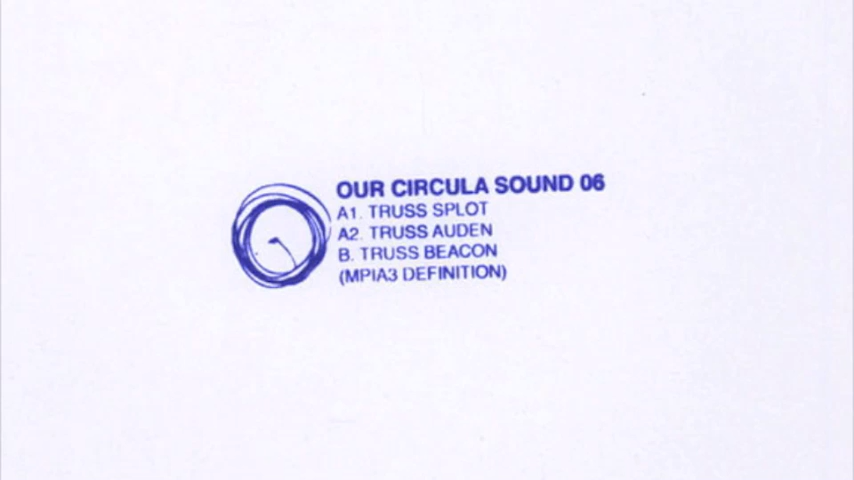 OUR CIRCULA SOUND 06
A1. TRUSS SPLOT
A2. TRUSS AUDEN
B. TRUSS BEACON
(MPIA3 DEFINITION)